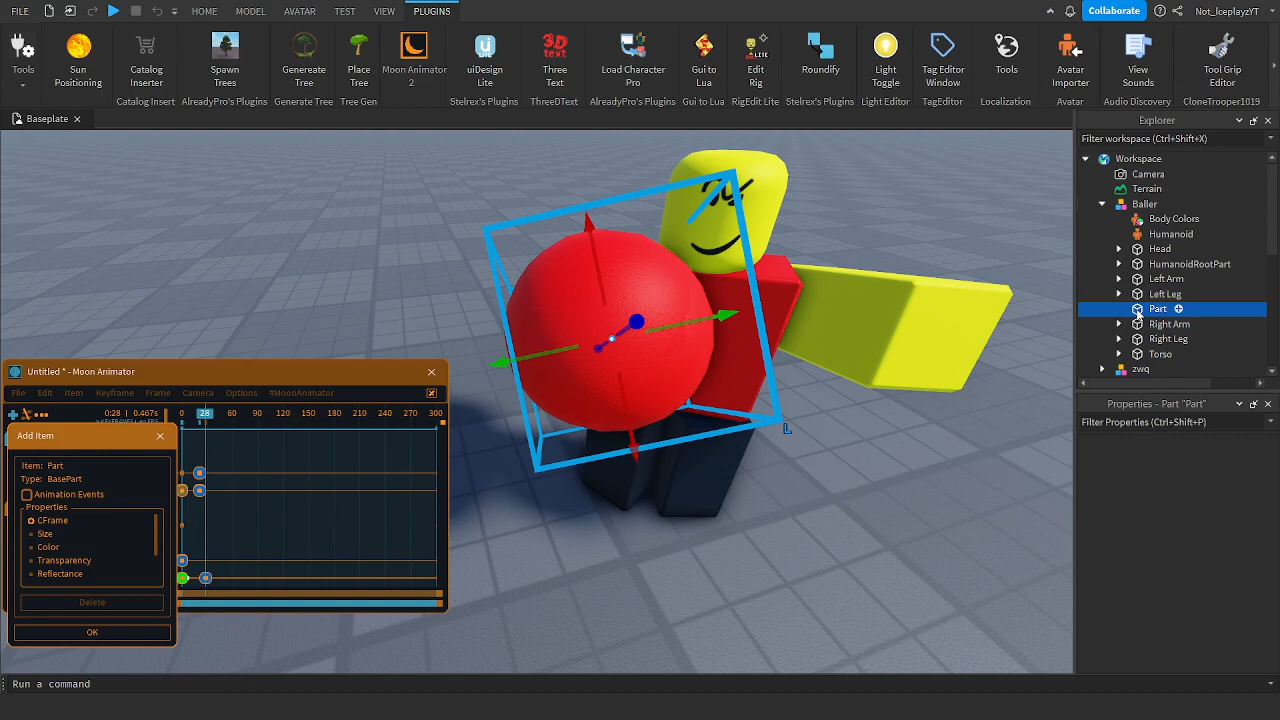 FILE
HOME MODEL AVATAR TEST VIEW PLUGINS
Collaborate
Not_IceplayzYT
Tools
Sun Positioning
Catalog Inserter
Spawn Trees
Generate Tree
Place Tree
Moon Animator 2
uiDesign Lite
Three Text
Load Character Pro
Gui to Lua
Edit Rig
Roundify
Light Toggle
Tag Editor Window
Tools
Avatar Importer
View Sounds
Tool Grip Editor
3D text
LITE
Catalog Insert AlreadyPro's Plugins Generate Tree Tree Gen Stelrex's Plugins ThreeDText AlreadyPro's Plugins Gui to Lua RigEdit Lite Stelrex's Plugins Light Editor TagEditor Localization Avatar Audio Discovery CloneTrooper1019
Baseplate
Explorer
Filter workspace (Ctrl+Shift+X)
Workspace
Camera
Terrain
Baller
Body Colors
Humanoid
Head
HumanoidRootPart
Left Arm
Left Leg
Part
Right Arm
Right Leg
Torso
zwq
Properties - Part "Part"
Filter Properties (Ctrl+Shift+P)
Untitled * - Moon Animator
File Edit Item Keyframe Frame Camera Options #MoonAnimator
0:28 | 0.467s
0 28 60 90 120 150 180 210 240 270 300
Add Item
Item: Part
Type: BasePart
Animation Events
Properties
CFrame
Size
Color
Transparency
Reflectance
Delete
OK
L
Run a command